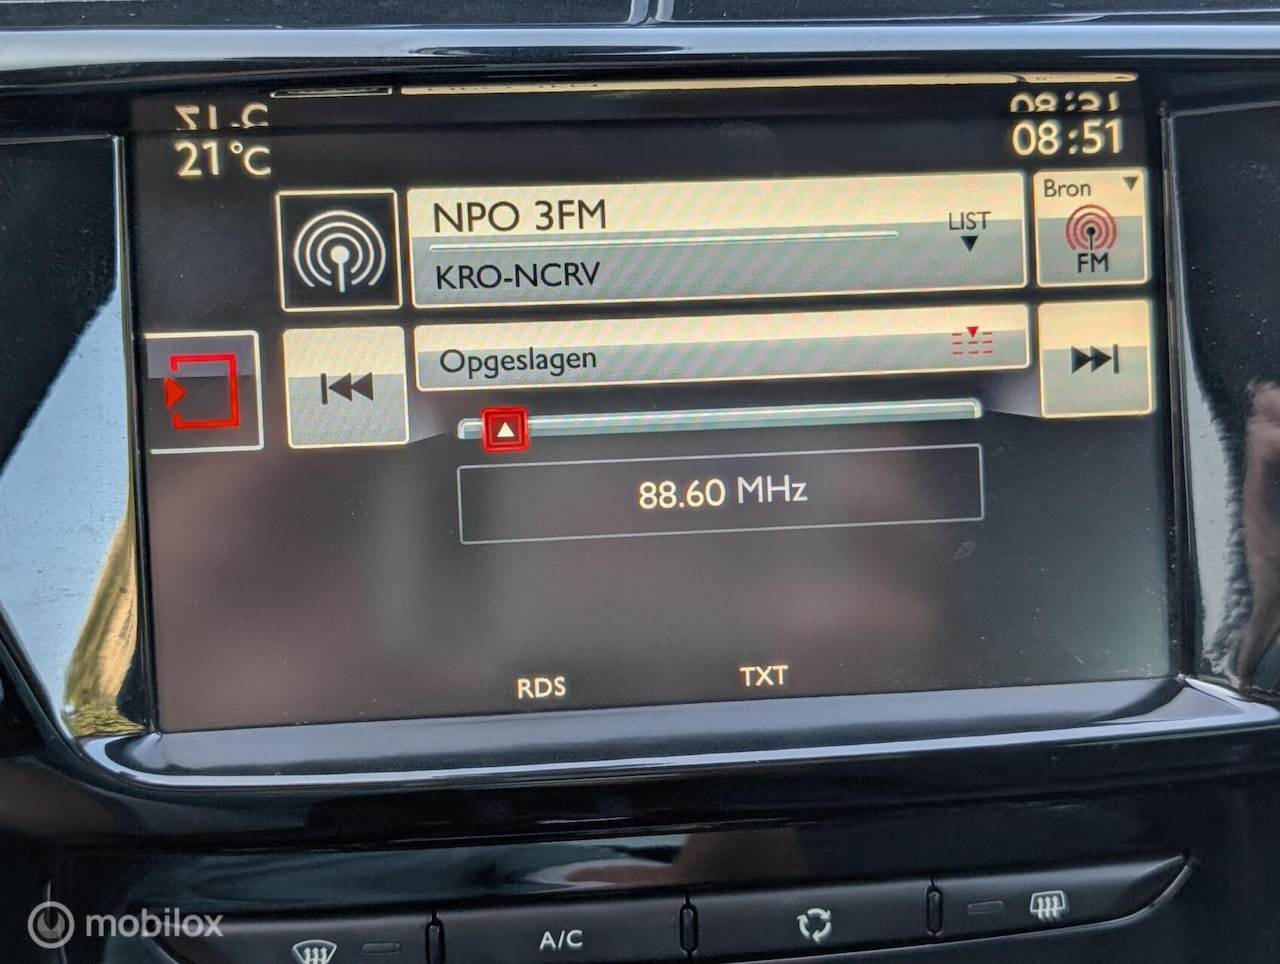 21°C
08:51
NPO 3FM
LIST
Bron
KRO-NCRV
FM
Opgeslagen
88.60 MHz
RDS
TXT
A/C
mobilox